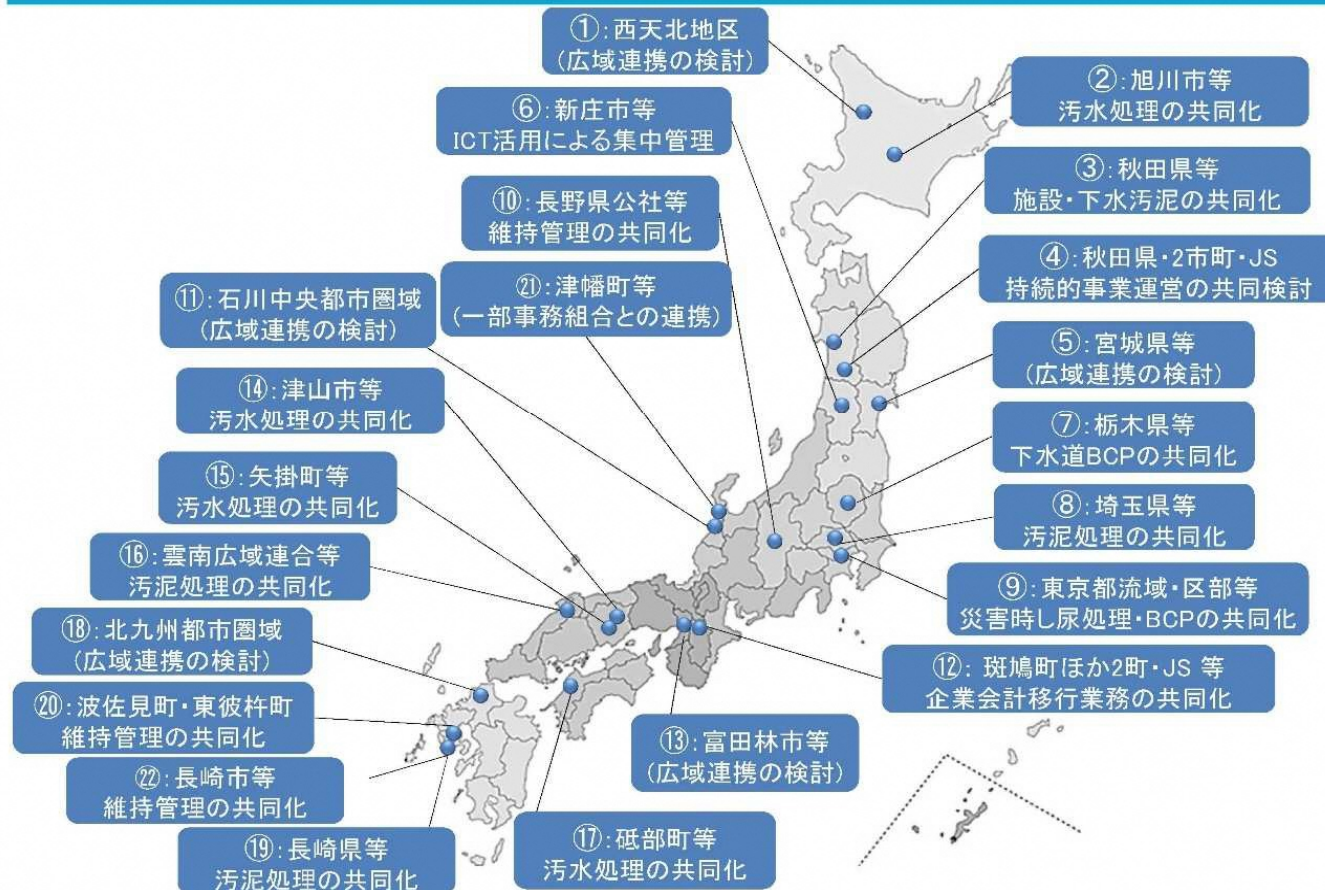 ①:西天北地区
(広域連携の検討)
②:旭川市等
汚水処理の共同化
⑥:新庄市等
ICT活用による集中管理
③:秋田県等
施設・下水汚泥の共同化
⑩:長野県公社等
維持管理の共同化
④:秋田県・2市町・JS
持続的事業運営の共同検討
⑪:石川中央都市圏域
(広域連携の検討)
㉑:津幡町等
(一部事務組合との連携)
⑤:宮城県等
(広域連携の検討)
⑭:津山市等
汚水処理の共同化
⑦:栃木県等
下水道BCPの共同化
⑮:矢掛町等
汚水処理の共同化
⑧:埼玉県等
汚泥処理の共同化
⑯:雲南広域連合等
汚泥処理の共同化
⑨:東京都流域・区部等
災害時し尿処理・BCPの共同化
⑱:北九州都市圏域
(広域連携の検討)
⑫: 斑鳩町ほか2町・JS 等
企業会計移行業務の共同化
⑳:波佐見町・東彼杵町
維持管理の共同化
⑬:富田林市等
(広域連携の検討)
㉒:長崎市等
維持管理の共同化
⑲:長崎県等
汚泥処理の共同化
⑰:砥部町等
汚水処理の共同化